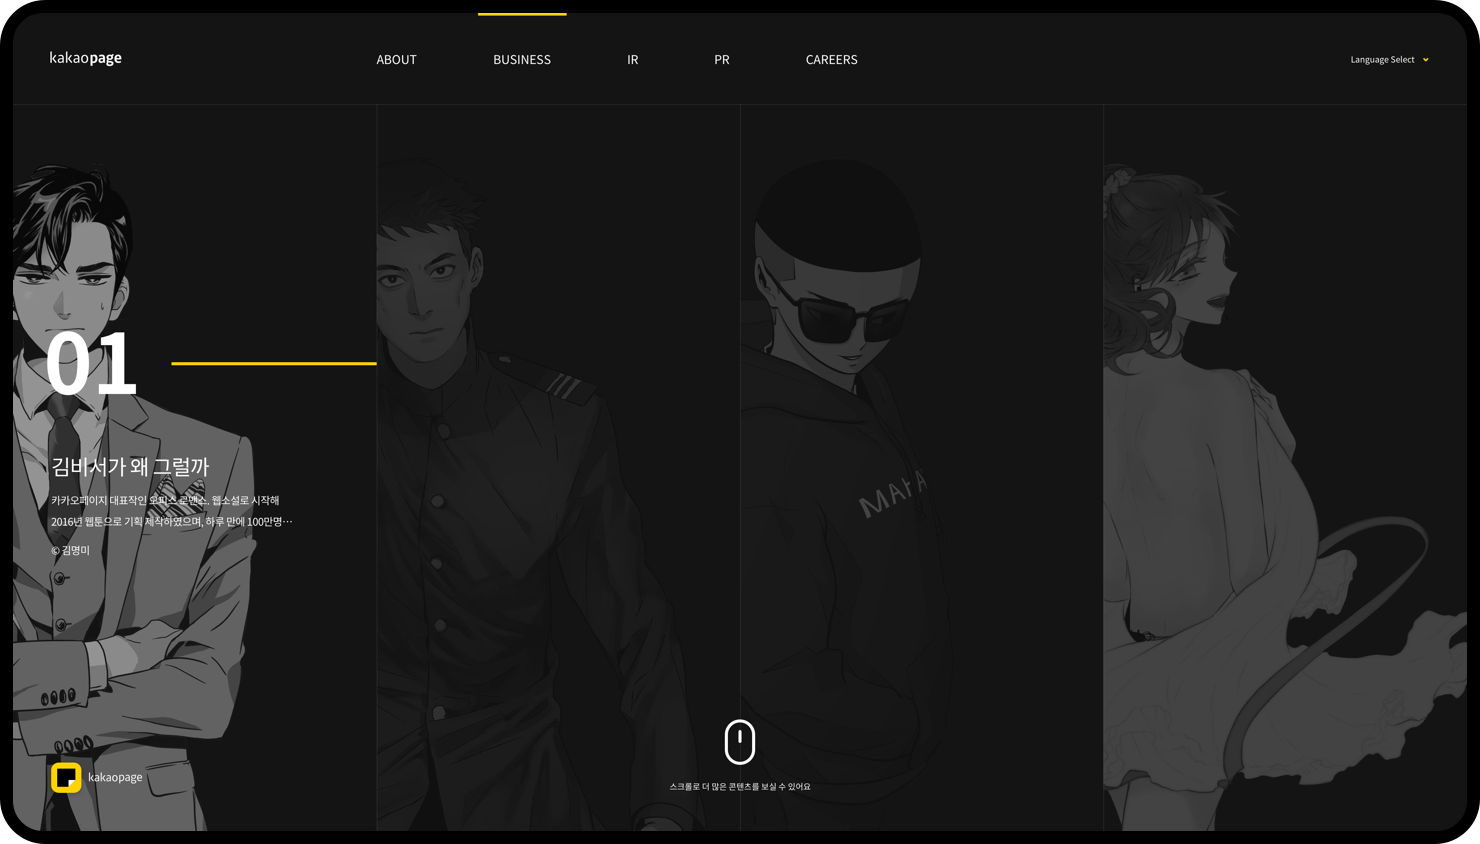 kakaopage
ABOUT
BUSINESS
IR
PR
CAREERS
Language Select
01
김비서가 왜 그럴까
카카오페이지 대표작인 오피스 로맨스. 웹소설로 시작해
2016년 웹툰으로 기획 제작하였으며, 하루 만에 100만명…
© 김명미
MAHA
kakaopage
스크롤로 더 많은 콘텐츠를 보실 수 있어요